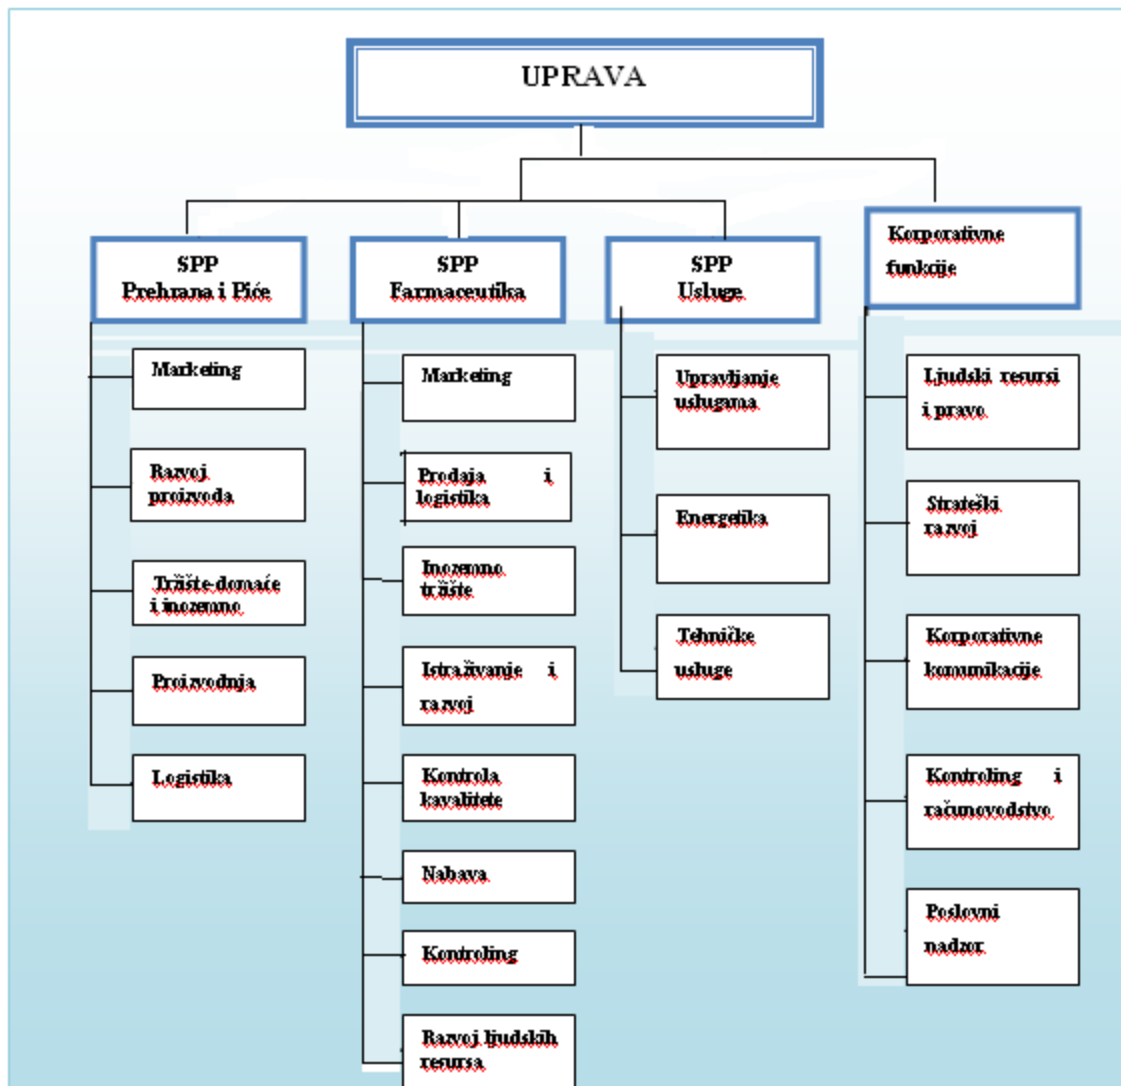 UPRAVA
SPP
Prehrana i Piće
SPP
Farmaceutika
SPP
Usluge
Korporativne
funkcije
Marketing
Razvoj
proizvoda
Tržište-domaće
i inozemno
Proizvodnja
Logistika
Marketing
Prodaja i
logistika
Inozemno
tržište
Istraživanje i
razvoj
Kontrola
kavalitete
Nabava
Kontroling
Razvoj ljudskih
resursa
Upravljanje
uslugama
Energetika
Tehničke
usluge
Ljudski resursi
i pravo
Strateški
razvoj
Korporativne
komunikacije
Kontroling i
računovodstvo
Poslovni
nadzor